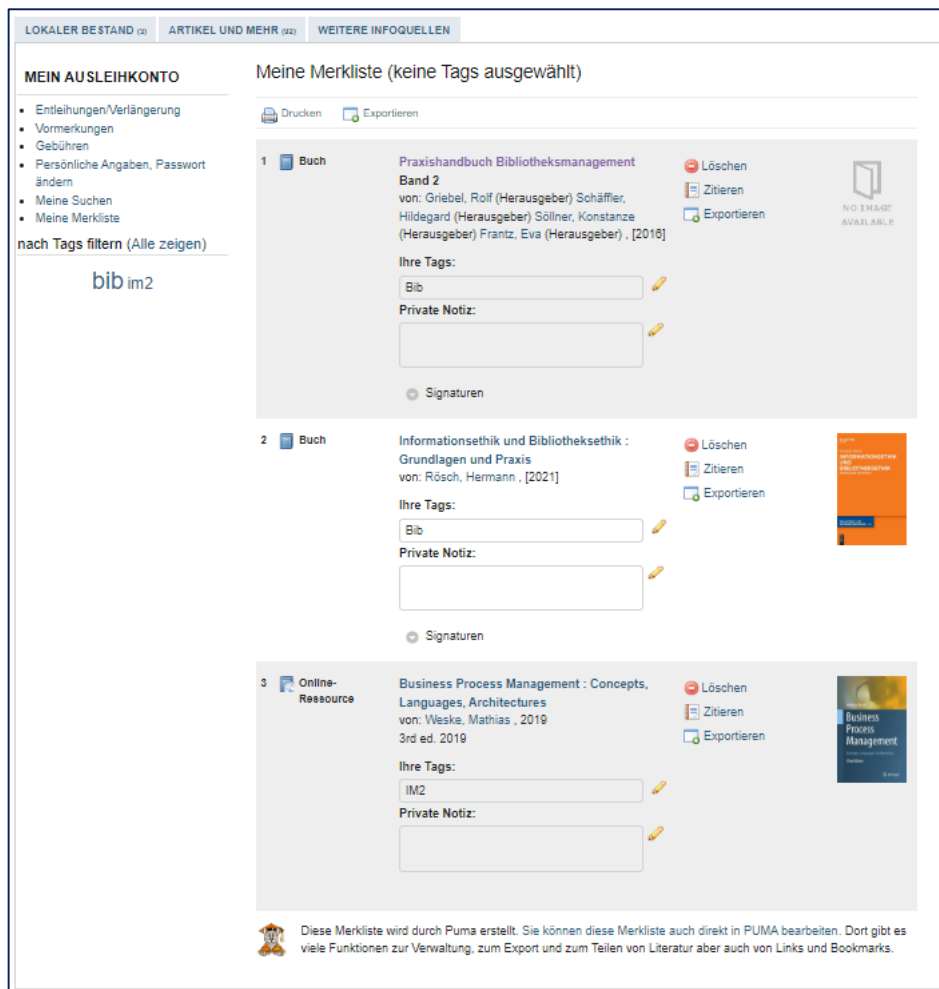 LOKALER BESTAND (3) ARTIKEL UND MEHR (92) WEITERE INFOQUELLEN
MEIN AUSLEIHKONTO
Entleihungen/Verlängerung
Vormerkungen
Gebühren
Persönliche Angaben, Passwort
ändern
Meine Suchen
Meine Merkliste
nach Tags filtern (Alle zeigen)
bib im2
Meine Merkliste (keine Tags ausgewählt)
Drucken Exportieren
1 Buch
Praxishandbuch Bibliotheksmanagement
Band 2
von: Griebel, Rolf (Herausgeber) Schäffler,
Hildegard (Herausgeber) Söllner, Konstanze
(Herausgeber) Frantz, Eva (Herausgeber) , [2016]
Ihre Tags:
Bib
Private Notiz:
Signaturen
Löschen
Zitieren
Exportieren
NO IMAGE
AVAILABLE
2 Buch
Informationsethik und Bibliotheksethik :
Grundlagen und Praxis
von: Rösch, Hermann , [2021]
Ihre Tags:
Bib
Private Notiz:
Signaturen
Löschen
Zitieren
Exportieren
INFORMATIONSETHIK
UND
BIBLIOTHEKSETHIK
3 Online-
Ressource
Business Process Management : Concepts,
Languages, Architectures
von: Weske, Mathias , 2019
3rd ed. 2019
Ihre Tags:
IM2
Private Notiz:
Löschen
Zitieren
Exportieren
Business
Process
Management
Diese Merkliste wird durch Puma erstellt. Sie können diese Merkliste auch direkt in PUMA bearbeiten. Dort gibt es
viele Funktionen zur Verwaltung, zum Export und zum Teilen von Literatur aber auch von Links und Bookmarks.